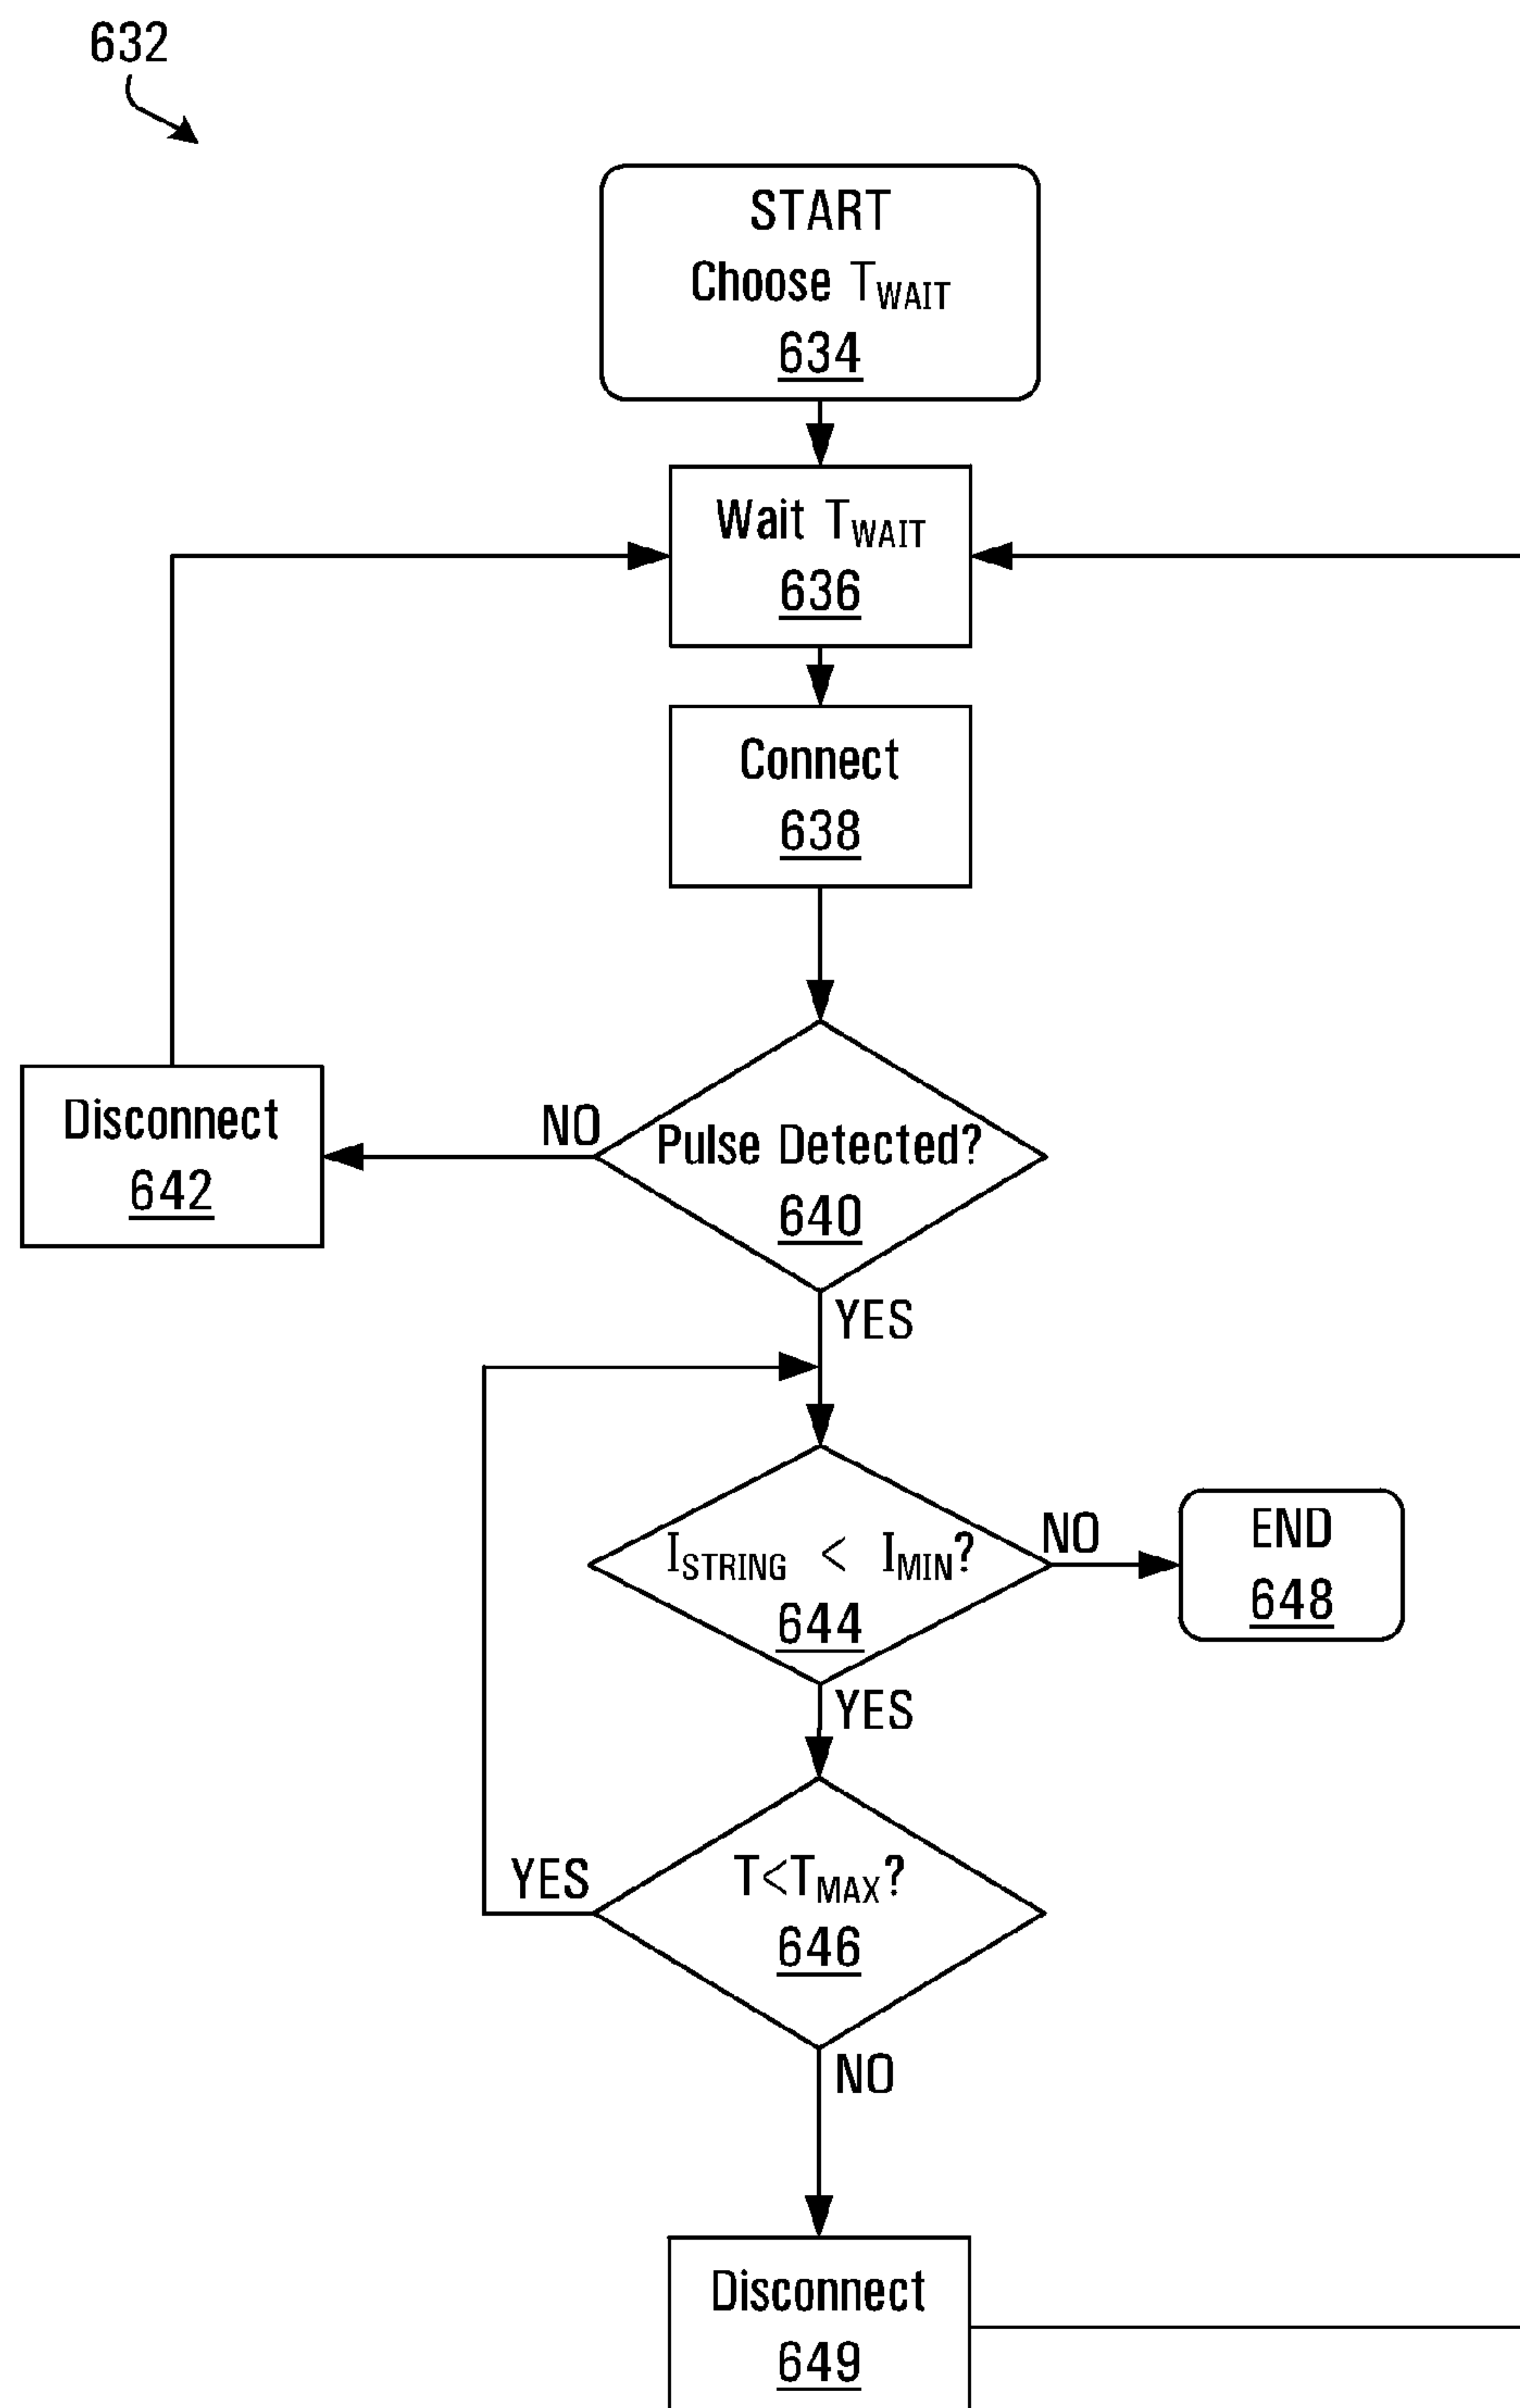 632
START
Choose TWAIT
634
Wait TWAIT
636
Connect
638
Disconnect
642
NO
Pulse Detected?
640
YES
ISTRING < IMIN?
644
NO
END
648
YES
YES
T<TMAX?
646
NO
Disconnect
649